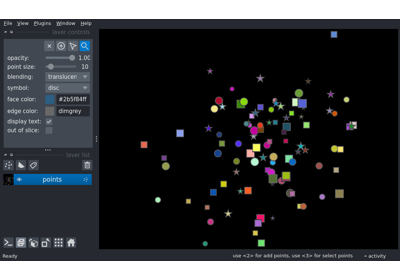 File View Plugins Window Help
layer controls
opacity: 1.00
point size: 10
blending: translucen
symbol: disc
face color: #2b5f84ff
edge color: dimgrey
display text:
out of slice:
layer list
points
Ready use <2> for add points, use <3> for select points activity